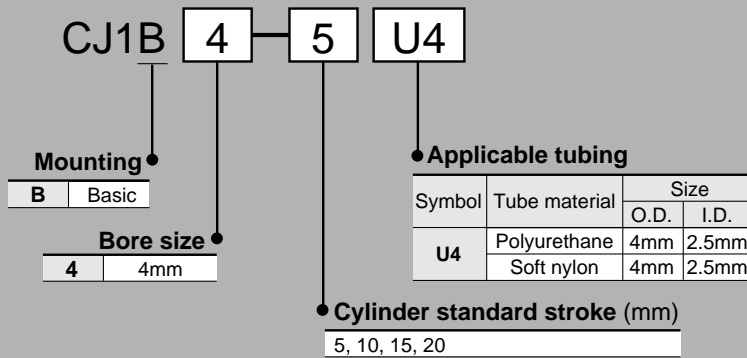 CJ1B 4 - 5 U4
Mounting
B Basic
Bore size
4 4mm
Applicable tubing
Symbol Tube material Size
O.D. I.D.
U4 Polyurethane 4mm 2.5mm
Soft nylon 4mm 2.5mm
Cylinder standard stroke (mm)
5, 10, 15, 20